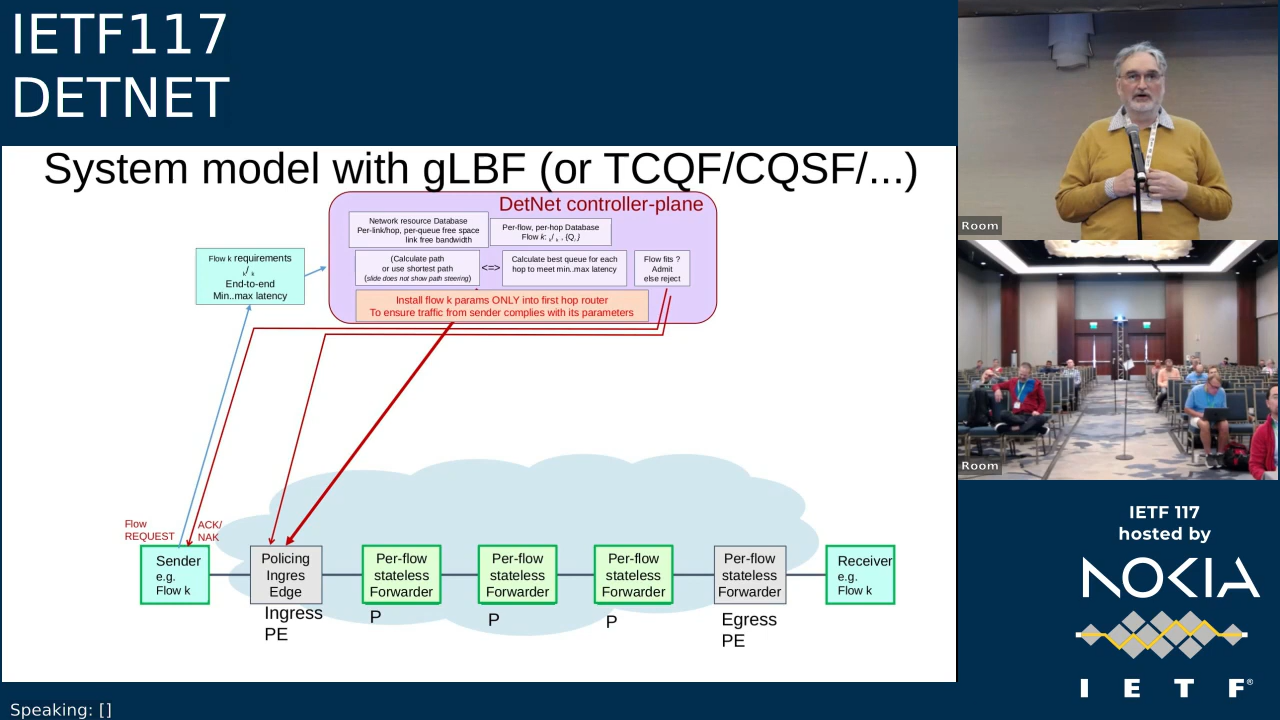 IETF117
DETNET
System model with gLBF (or TCQF/CQSF/...)
DetNet controller-plane
Network resource Database
Per-link/hop, per-queue free space
link free bandwidth
Per-flow, per-hop Database
Flow k: k/ k , {Qi }
Flow k requirements
k/ k
End-to-end
Min..max latency
(Calculate path
or use shortest path
(slide does not show path steering)
<=>
Calculate best queue for each
hop to meet min..max latency
Flow fits ?
Admit
else reject
Install flow k params ONLY into first hop router
To ensure traffic from sender complies with its parameters
Flow
REQUEST
ACK/
NAK
Sender
e.g.
Flow k
Policing
Ingres
Edge
Per-flow
stateless
Forwarder
Per-flow
stateless
Forwarder
Per-flow
stateless
Forwarder
Per-flow
stateless
Forwarder
Receiver
e.g.
Flow k
Ingress
PE
P
P
P
Egress
PE
Room
Room
IETF 117
hosted by
NOKIA
I E T F®
Speaking: []